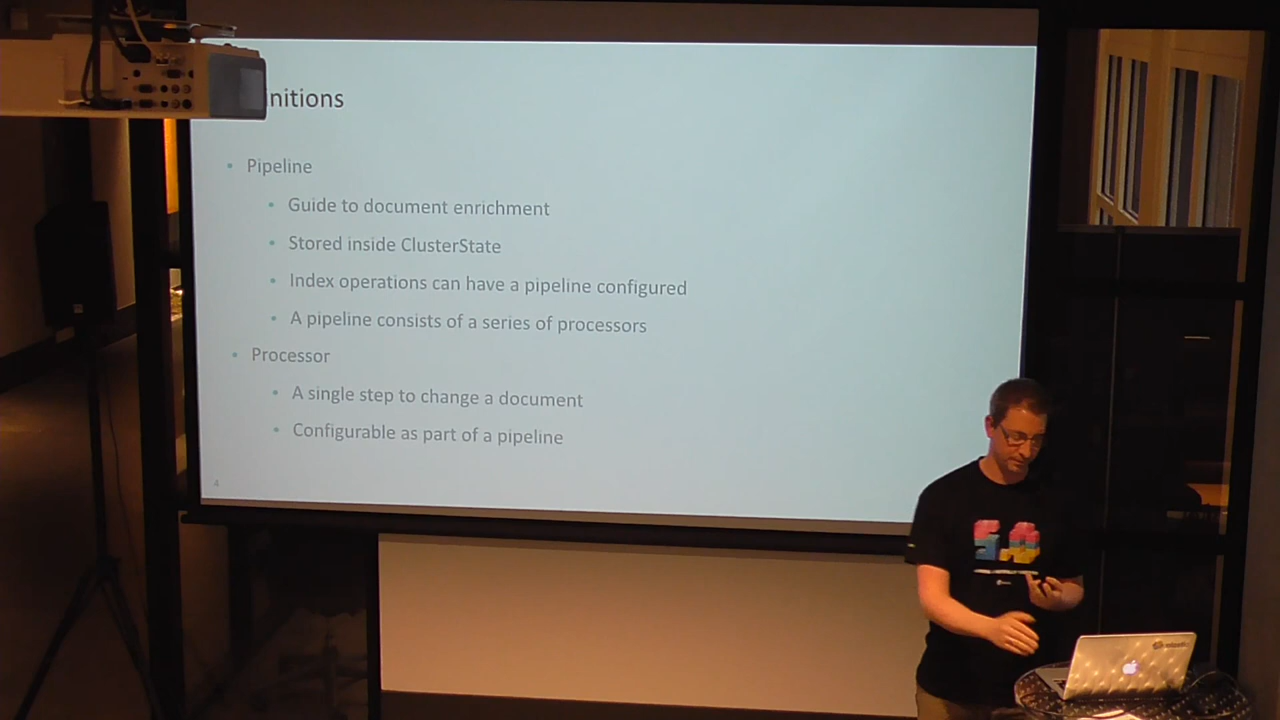 nitions
• Pipeline
• Guide to document enrichment
• Stored inside ClusterState
• Index operations can have a pipeline configured
• A pipeline consists of a series of processors
• Processor
• A single step to change a document
• Configurable as part of a pipeline
4